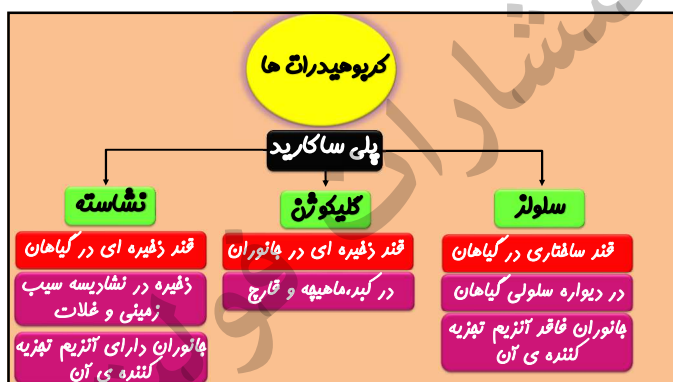 کربوهیدرات ها
پلی ساکارید
سلولز
قند ساختاری در گیاهان
در دیواره سلولی گیاهان
جانوران فاقد آنزیم تجزیه
کننده ی آن
گلیکوژن
قند ذخیره ای در جانوران
در کبد،ماهیچه و قارچ
نشاسته
قند ذخیره ای در گیاهان
ذخیره در نشادیسه سیب
زمینی و غلات
جانوران دارای آنزیم تجزیه
کننده ی آن